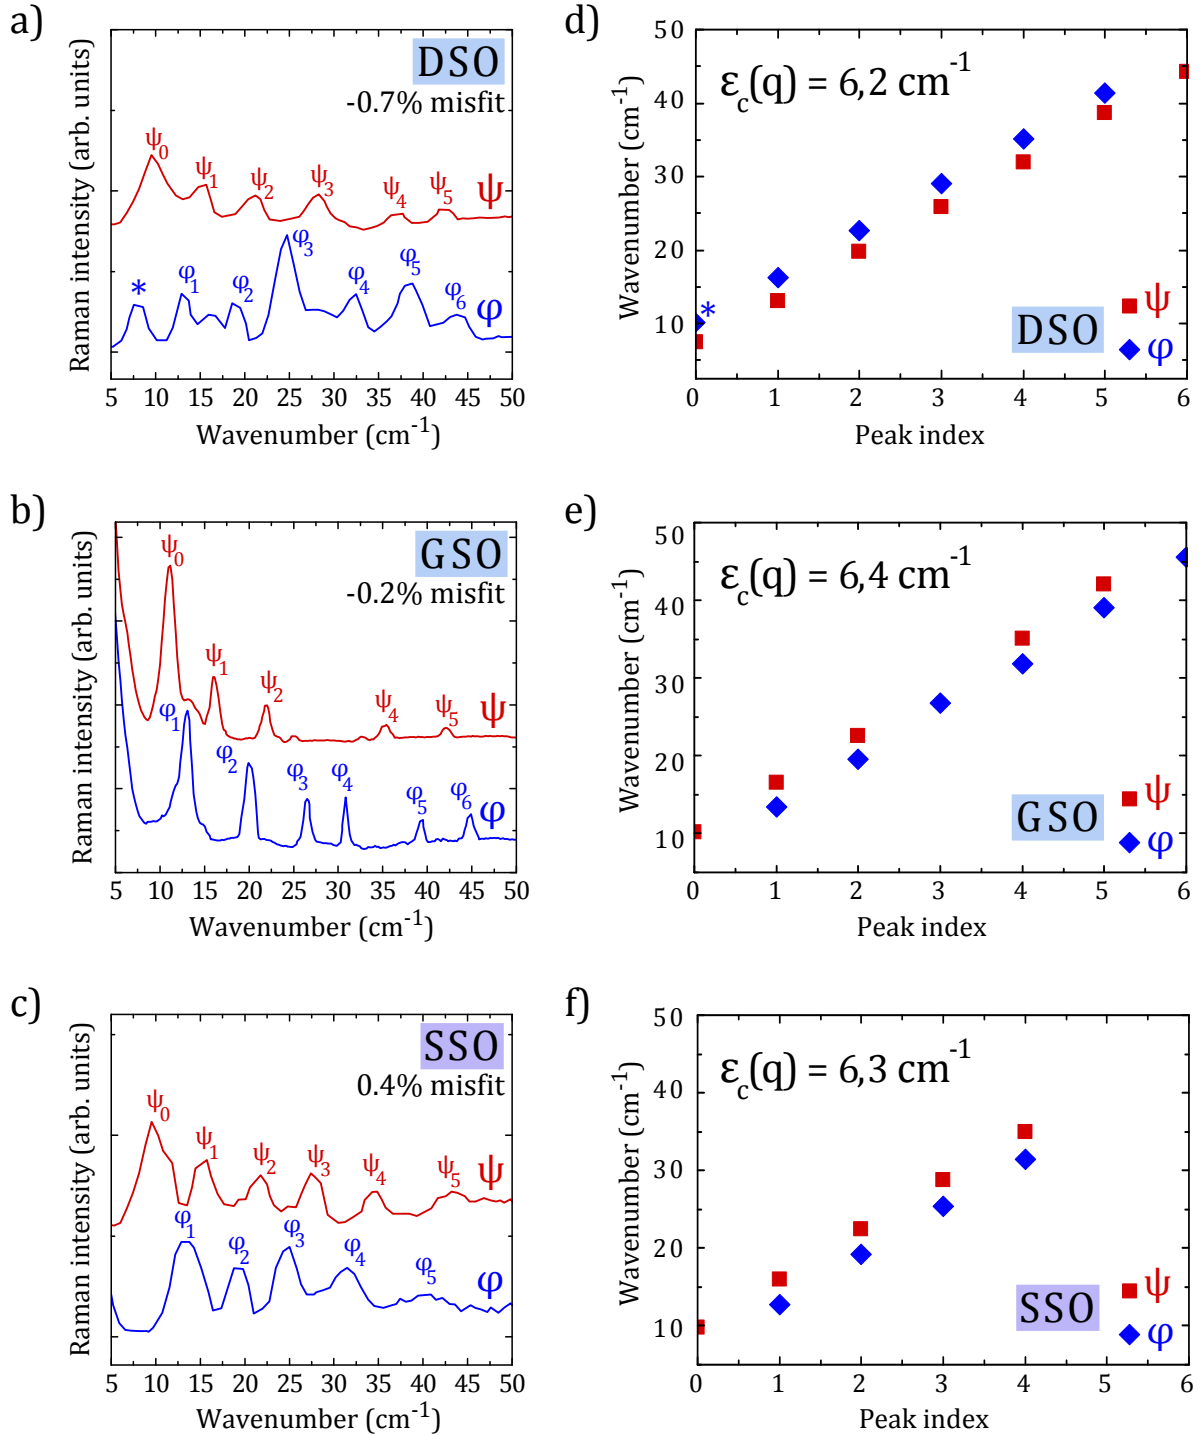 a)
DSO
-0.7% misfit
Raman intensity (arb. units)
ψ0 ψ1 ψ2 ψ3 ψ4 ψ5 ψ
* φ1 φ2 φ3 φ4 φ5 φ6 φ
5 10 15 20 25 30 35 40 45 50
Wavenumber (cm-1)
d)
εc(q) = 6,2 cm-1
Wavenumber (cm-1)
50
40
30
20
10
*
DSO
ψ
φ
0 1 2 3 4 5 6
Peak index
b)
GSO
-0.2% misfit
Raman intensity (arb. units)
ψ0 ψ1 ψ2 ψ4 ψ5 ψ
φ1 φ2 φ3 φ4 φ5 φ6 φ
5 10 15 20 25 30 35 40 45 50
Wavenumber (cm-1)
e)
εc(q) = 6,4 cm-1
Wavenumber (cm-1)
50
40
30
20
10
GSO
ψ
φ
0 1 2 3 4 5 6
Peak index
c)
SSO
0.4% misfit
Raman intensity (arb. units)
ψ0 ψ1 ψ2 ψ3 ψ4 ψ5 ψ
φ1 φ2 φ3 φ4 φ5 φ
5 10 15 20 25 30 35 40 45 50
Wavenumber (cm-1)
f)
εc(q) = 6,3 cm-1
Wavenumber (cm-1)
50
40
30
20
10
SSO
ψ
φ
0 1 2 3 4 5 6
Peak index